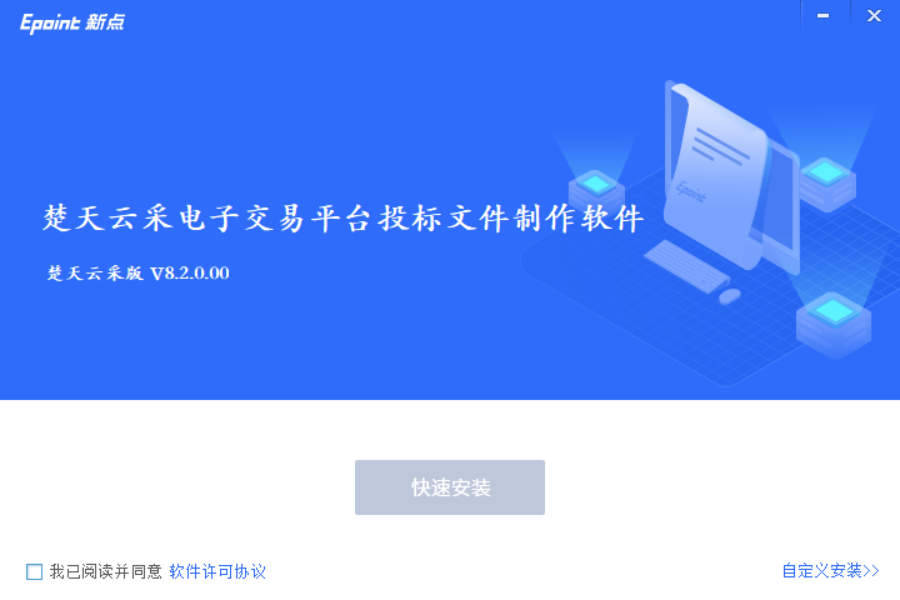 Epoint 新点
楚天云采电子交易平台投标文件制作软件
楚天云采版 V8.2.0.00
Epoint
快速安装
我已阅读并同意 软件许可协议
自定义安装>>